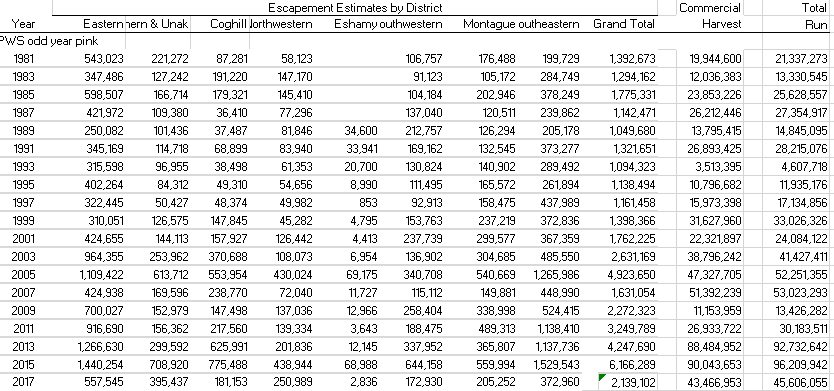 Escapement Estimates by District Commercial Total
Year Eastern hern & Unak Coghill Jorthwestern Eshamy outhwestern Montague outheastern Grand Total Harvest Run
PWS odd year pink
1981 543,023 221,272 87,281 58,123 106,757 176,488 199,729 1,392,673 19,944,600 21,337,273
1983 347,486 127,242 191,220 147,170 91,123 105,172 284,749 1,294,162 12,036,383 13,330,545
1985 598,507 166,714 179,321 145,410 104,184 202,946 378,249 1,775,331 23,853,226 25,628,557
1987 421,972 109,380 36,410 77,296 137,040 120,511 239,862 1,142,471 26,212,446 27,354,917
1989 250,082 101,436 37,487 81,846 34,600 212,757 126,294 205,178 1,049,680 13,795,415 14,845,095
1991 345,169 114,718 68,899 83,940 33,941 169,162 132,545 373,277 1,321,651 26,893,425 28,215,076
1993 315,598 96,955 38,498 61,353 20,700 130,824 140,902 289,492 1,094,323 3,513,395 4,607,718
1995 402,264 84,312 49,310 54,656 8,990 111,495 165,572 261,894 1,138,494 10,796,682 11,935,176
1997 322,445 50,427 48,374 49,982 853 92,913 158,475 437,989 1,161,458 15,973,398 17,134,856
1999 310,051 126,575 147,845 45,282 4,795 153,763 237,219 372,836 1,398,366 31,627,960 33,026,326
2001 424,655 144,113 157,927 126,442 4,413 237,739 299,577 367,359 1,762,225 22,321,897 24,084,122
2003 964,355 253,962 370,688 108,073 6,954 136,902 304,685 485,550 2,631,169 38,796,242 41,427,411
2005 1,109,422 613,712 553,954 430,024 69,175 340,708 540,669 1,265,986 4,923,650 47,327,705 52,251,355
2007 424,938 169,596 238,770 72,040 11,727 115,112 149,881 448,990 1,631,054 51,392,239 53,023,293
2009 700,027 152,979 147,498 137,036 12,966 258,404 338,998 524,415 2,272,323 11,153,959 13,426,282
2011 916,690 156,362 217,560 139,334 3,643 188,475 489,313 1,138,410 3,249,789 26,933,722 30,183,511
2013 1,266,630 299,592 625,991 201,836 12,145 337,952 365,807 1,137,736 4,247,690 88,484,952 92,732,642
2015 1,440,254 708,920 775,488 438,944 68,988 644,158 559,994 1,529,543 6,166,289 90,043,653 96,209,942
2017 557,545 395,437 181,153 250,989 2,836 172,930 205,252 372,960 2,139,102 43,466,953 45,606,055